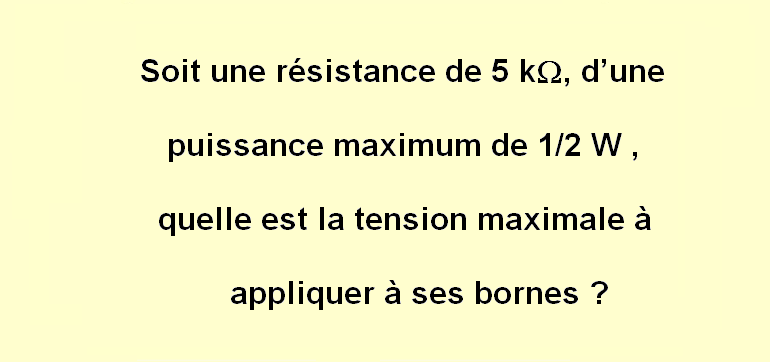 Soit une résistance de 5 kΩ, d’une
puissance maximum de 1/2 W ,
quelle est la tension maximale à
appliquer à ses bornes ?